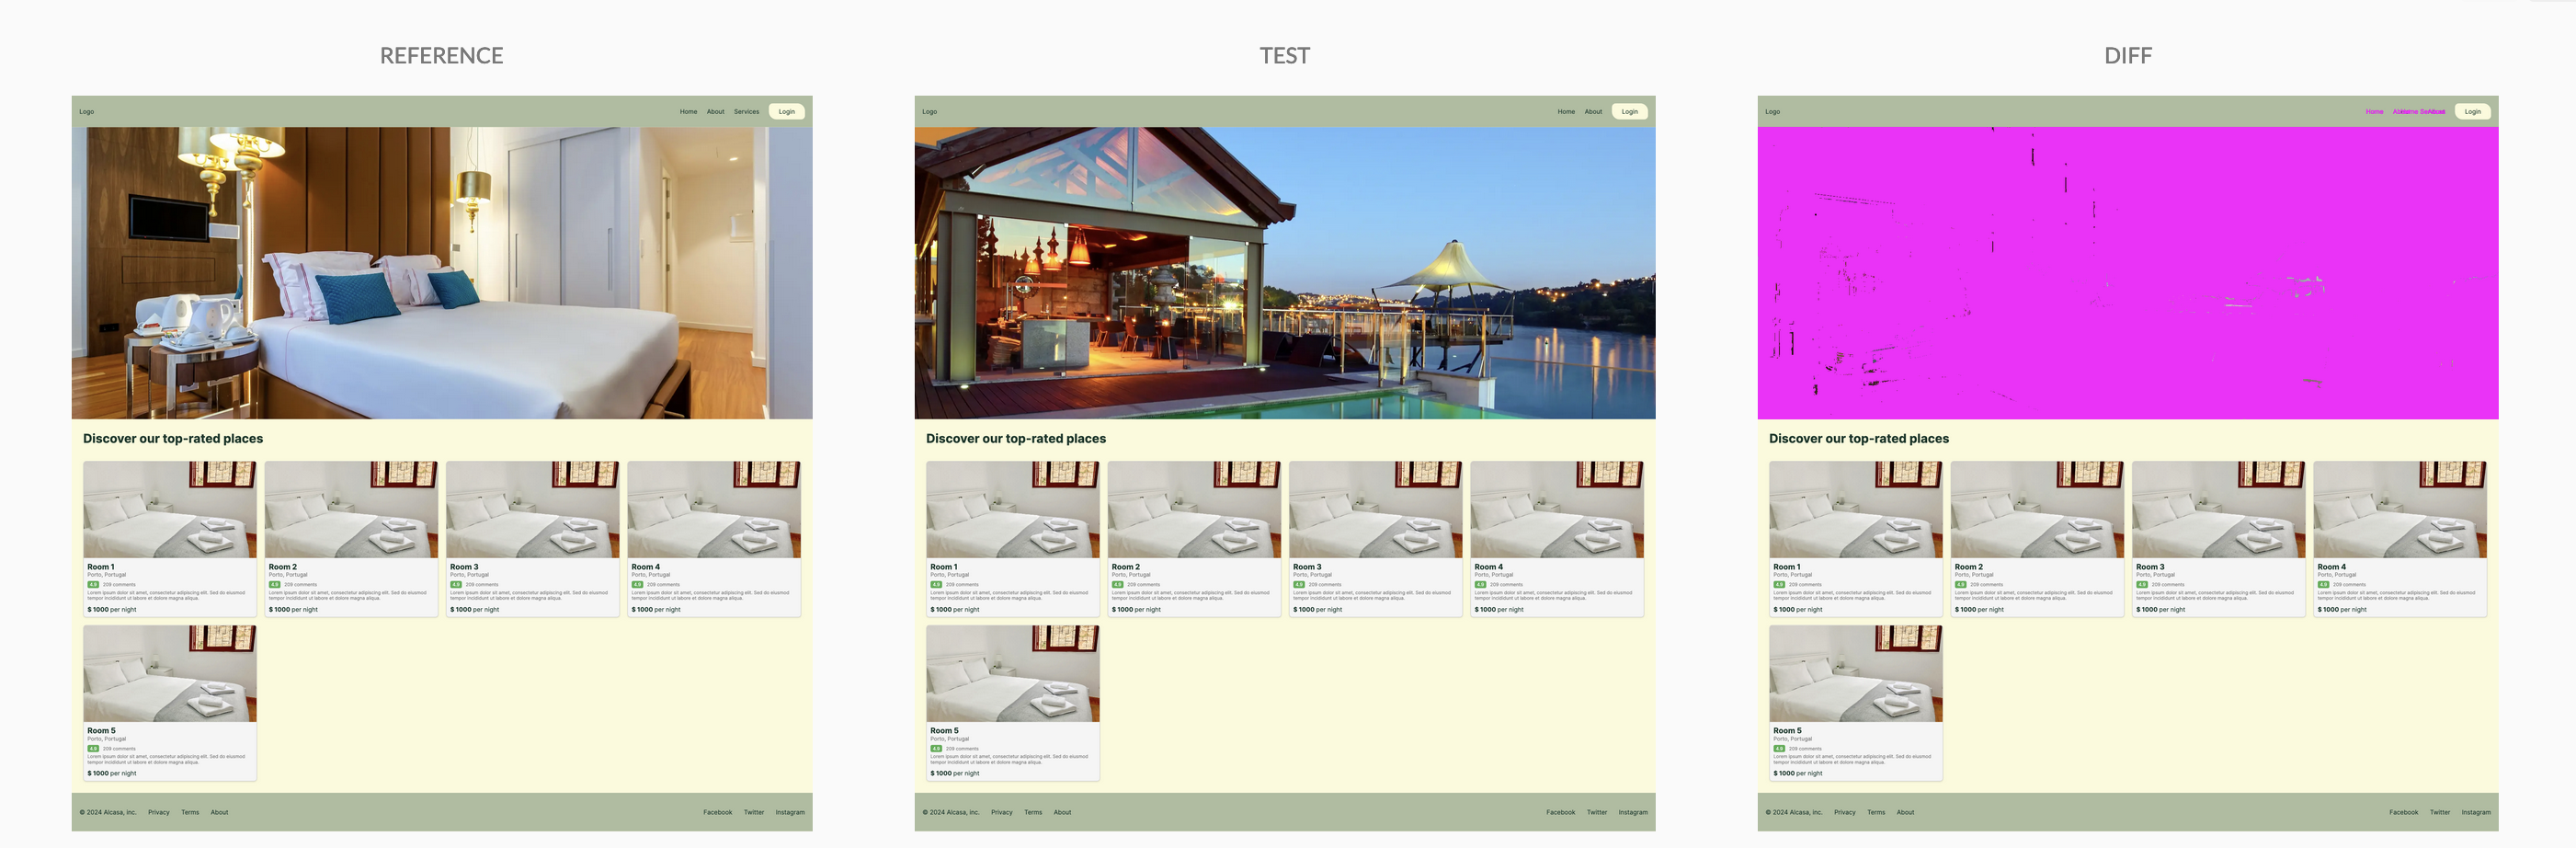 REFERENCE
Logo Home About Services Login
Discover our top-rated places
Room 1
Porto, Portugal
4.9 209 comments
Lorem ipsum dolor sit amet, consectetur adipiscing elit. Sed do eiusmod
tempor incididunt ut labore et dolore magna aliqua.
$ 1000 per night
Room 2
Porto, Portugal
4.9 209 comments
Lorem ipsum dolor sit amet, consectetur adipiscing elit. Sed do eiusmod
tempor incididunt ut labore et dolore magna aliqua.
$ 1000 per night
Room 3
Porto, Portugal
4.9 209 comments
Lorem ipsum dolor sit amet, consectetur adipiscing elit. Sed do eiusmod
tempor incididunt ut labore et dolore magna aliqua.
$ 1000 per night
Room 4
Porto, Portugal
4.9 209 comments
Lorem ipsum dolor sit amet, consectetur adipiscing elit. Sed do eiusmod
tempor incididunt ut labore et dolore magna aliqua.
$ 1000 per night
Room 5
Porto, Portugal
4.9 209 comments
Lorem ipsum dolor sit amet, consectetur adipiscing elit. Sed do eiusmod
tempor incididunt ut labore et dolore magna aliqua.
$ 1000 per night
© 2024 Alcasa, inc. Privacy Terms About Facebook Twitter Instagram
TEST
Logo Home About Login
Discover our top-rated places
Room 1
Porto, Portugal
4.9 209 comments
Lorem ipsum dolor sit amet, consectetur adipiscing elit. Sed do eiusmod
tempor incididunt ut labore et dolore magna aliqua.
$ 1000 per night
Room 2
Porto, Portugal
4.9 209 comments
Lorem ipsum dolor sit amet, consectetur adipiscing elit. Sed do eiusmod
tempor incididunt ut labore et dolore magna aliqua.
$ 1000 per night
Room 3
Porto, Portugal
4.9 209 comments
Lorem ipsum dolor sit amet, consectetur adipiscing elit. Sed do eiusmod
tempor incididunt ut labore et dolore magna aliqua.
$ 1000 per night
Room 4
Porto, Portugal
4.9 209 comments
Lorem ipsum dolor sit amet, consectetur adipiscing elit. Sed do eiusmod
tempor incididunt ut labore et dolore magna aliqua.
$ 1000 per night
Room 5
Porto, Portugal
4.9 209 comments
Lorem ipsum dolor sit amet, consectetur adipiscing elit. Sed do eiusmod
tempor incididunt ut labore et dolore magna aliqua.
$ 1000 per night
© 2024 Alcasa, inc. Privacy Terms About Facebook Twitter Instagram
DIFF
Logo Home Login
Discover our top-rated places
Room 1
Porto, Portugal
4.9 209 comments
Lorem ipsum dolor sit amet, consectetur adipiscing elit. Sed do eiusmod
tempor incididunt ut labore et dolore magna aliqua.
$ 1000 per night
Room 2
Porto, Portugal
4.9 209 comments
Lorem ipsum dolor sit amet, consectetur adipiscing elit. Sed do eiusmod
tempor incididunt ut labore et dolore magna aliqua.
$ 1000 per night
Room 3
Porto, Portugal
4.9 209 comments
Lorem ipsum dolor sit amet, consectetur adipiscing elit. Sed do eiusmod
tempor incididunt ut labore et dolore magna aliqua.
$ 1000 per night
Room 4
Porto, Portugal
4.9 209 comments
Lorem ipsum dolor sit amet, consectetur adipiscing elit. Sed do eiusmod
tempor incididunt ut labore et dolore magna aliqua.
$ 1000 per night
Room 5
Porto, Portugal
4.9 209 comments
Lorem ipsum dolor sit amet, consectetur adipiscing elit. Sed do eiusmod
tempor incididunt ut labore et dolore magna aliqua.
$ 1000 per night
© 2024 Alcasa, inc. Privacy Terms About Facebook Twitter Instagram